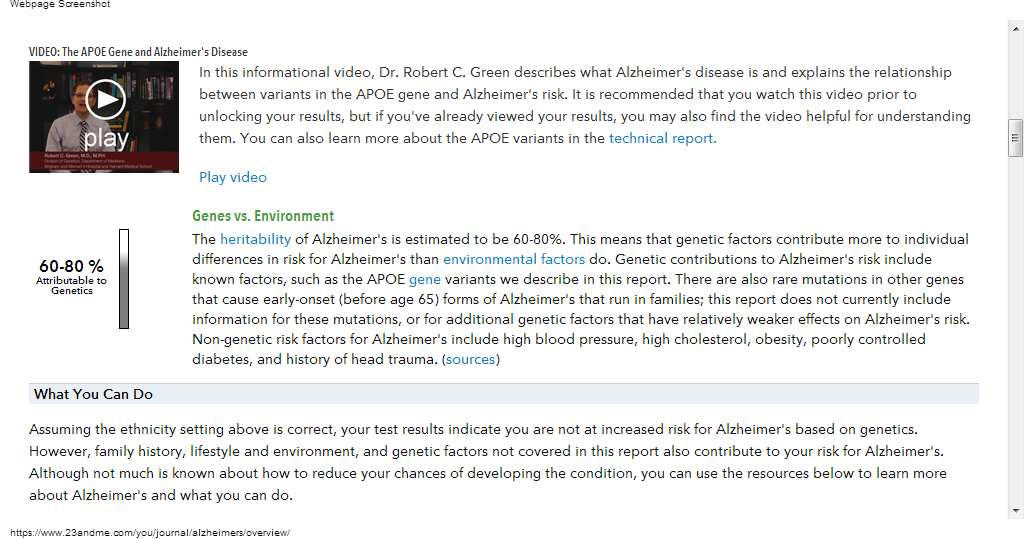 Webpage Screenshot
VIDEO: The APOE Gene and Alzheimer's Disease
play
Robert C. Green, M.D., M.P.H.
Division of Genetics, Department of Medicine
Brigham and Women's Hospital and Harvard Medical School
In this informational video, Dr. Robert C. Green describes what Alzheimer's disease is and explains the relationship
between variants in the APOE gene and Alzheimer's risk. It is recommended that you watch this video prior to
unlocking your results, but if you've already viewed your results, you may also find the video helpful for understanding
them. You can also learn more about the APOE variants in the technical report.
Play video
Genes vs. Environment
60-80 %
Attributable to
Genetics
The heritability of Alzheimer's is estimated to be 60-80%. This means that genetic factors contribute more to individual
differences in risk for Alzheimer's than environmental factors do. Genetic contributions to Alzheimer's risk include
known factors, such as the APOE gene variants we describe in this report. There are also rare mutations in other genes
that cause early-onset (before age 65) forms of Alzheimer's that run in families; this report does not currently include
information for these mutations, or for additional genetic factors that have relatively weaker effects on Alzheimer's risk.
Non-genetic risk factors for Alzheimer's include high blood pressure, high cholesterol, obesity, poorly controlled
diabetes, and history of head trauma. (sources)
What You Can Do
Assuming the ethnicity setting above is correct, your test results indicate you are not at increased risk for Alzheimer's based on genetics.
However, family history, lifestyle and environment, and genetic factors not covered in this report also contribute to your risk for Alzheimer's.
Although not much is known about how to reduce your chances of developing the condition, you can use the resources below to learn more
about Alzheimer's and what you can do.
https://www.23andme.com/you/journal/alzheimers/overview/